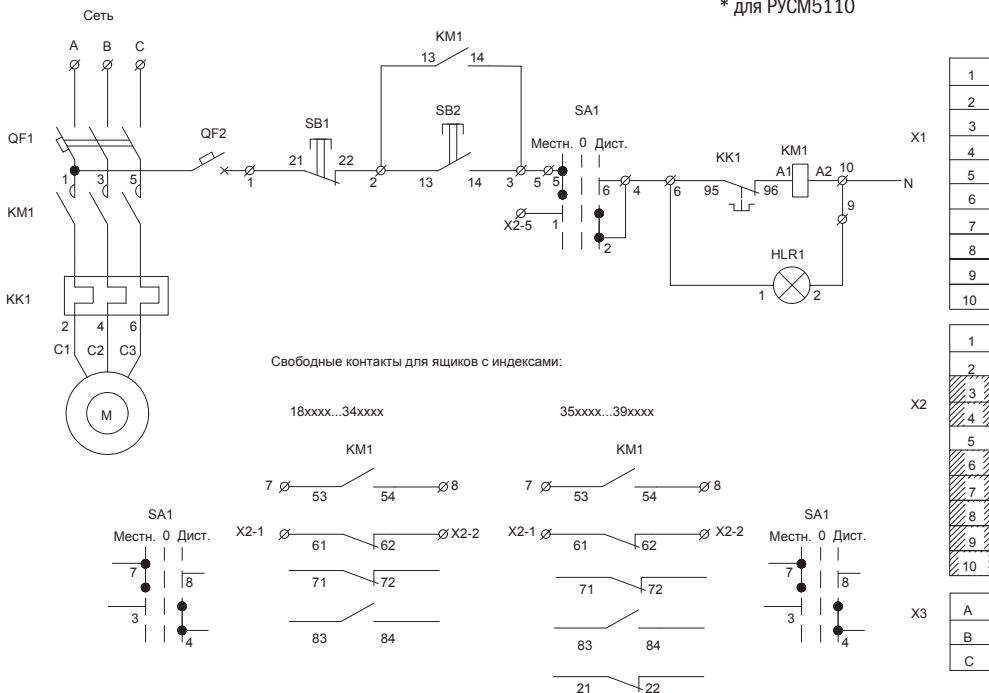 * для РУСМ5110
Сеть
A B C
QF1
1 3 5
QF2
1
SB1
21 22
2
KM1
13 14
SB2
13 14
3
5 5
SA1
Местн. 0 Дист.
6 4
X2-5
1 2
6
KK1
95 96
KM1
A1 A2
10
N
9
HLR1
1 2
KM1
KK1
2 4 6
C1 C2 C3
M
Свободные контакты для ящиков с индексами:
18xxxx...34xxxx
KM1
7 53 54 8
X2-1 61 62 X2-2
71 72
83 84
SA1
Местн. 0 Дист.
7 8
3 4
35xxxx...39xxxx
KM1
7 53 54 8
X2-1 61 62 X2-2
71 72
83 84
21 22
SA1
Местн. 0 Дист.
7 8
3 4
X1
1
2
3
4
5
6
7
8
9
10
X2
1
2
3
4
5
6
7
8
9
10
X3
A
B
C